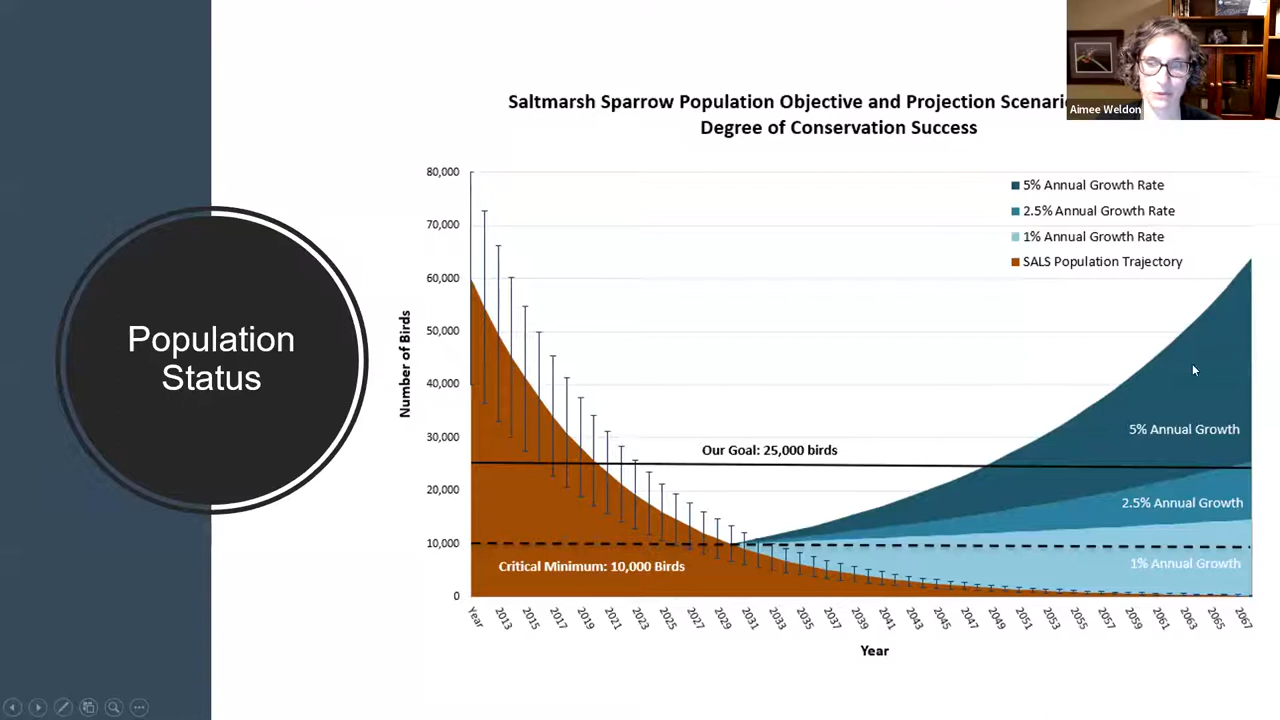 Aimee Weldon
Saltmarsh Sparrow Population Objective and Projection
Degree of Conservation Success
Population
Status
80,000
70,000
60,000
50,000
40,000
30,000
20,000
10,000
0
Number of Birds
5% Annual Growth Rate
2.5% Annual Growth Rate
1% Annual Growth Rate
SALS Population Trajectory
Our Goal: 25,000 birds
5% Annual Growth
2.5% Annual Growth
Critical Minimum: 10,000 Birds
1% Annual Growth
Year
2013
2015
2017
2019
2021
2023
2025
2027
2029
2031
2033
2035
2037
2039
2041
2043
2045
2047
2049
2051
2053
2055
2057
2059
2061
2063
2065
2067
Year